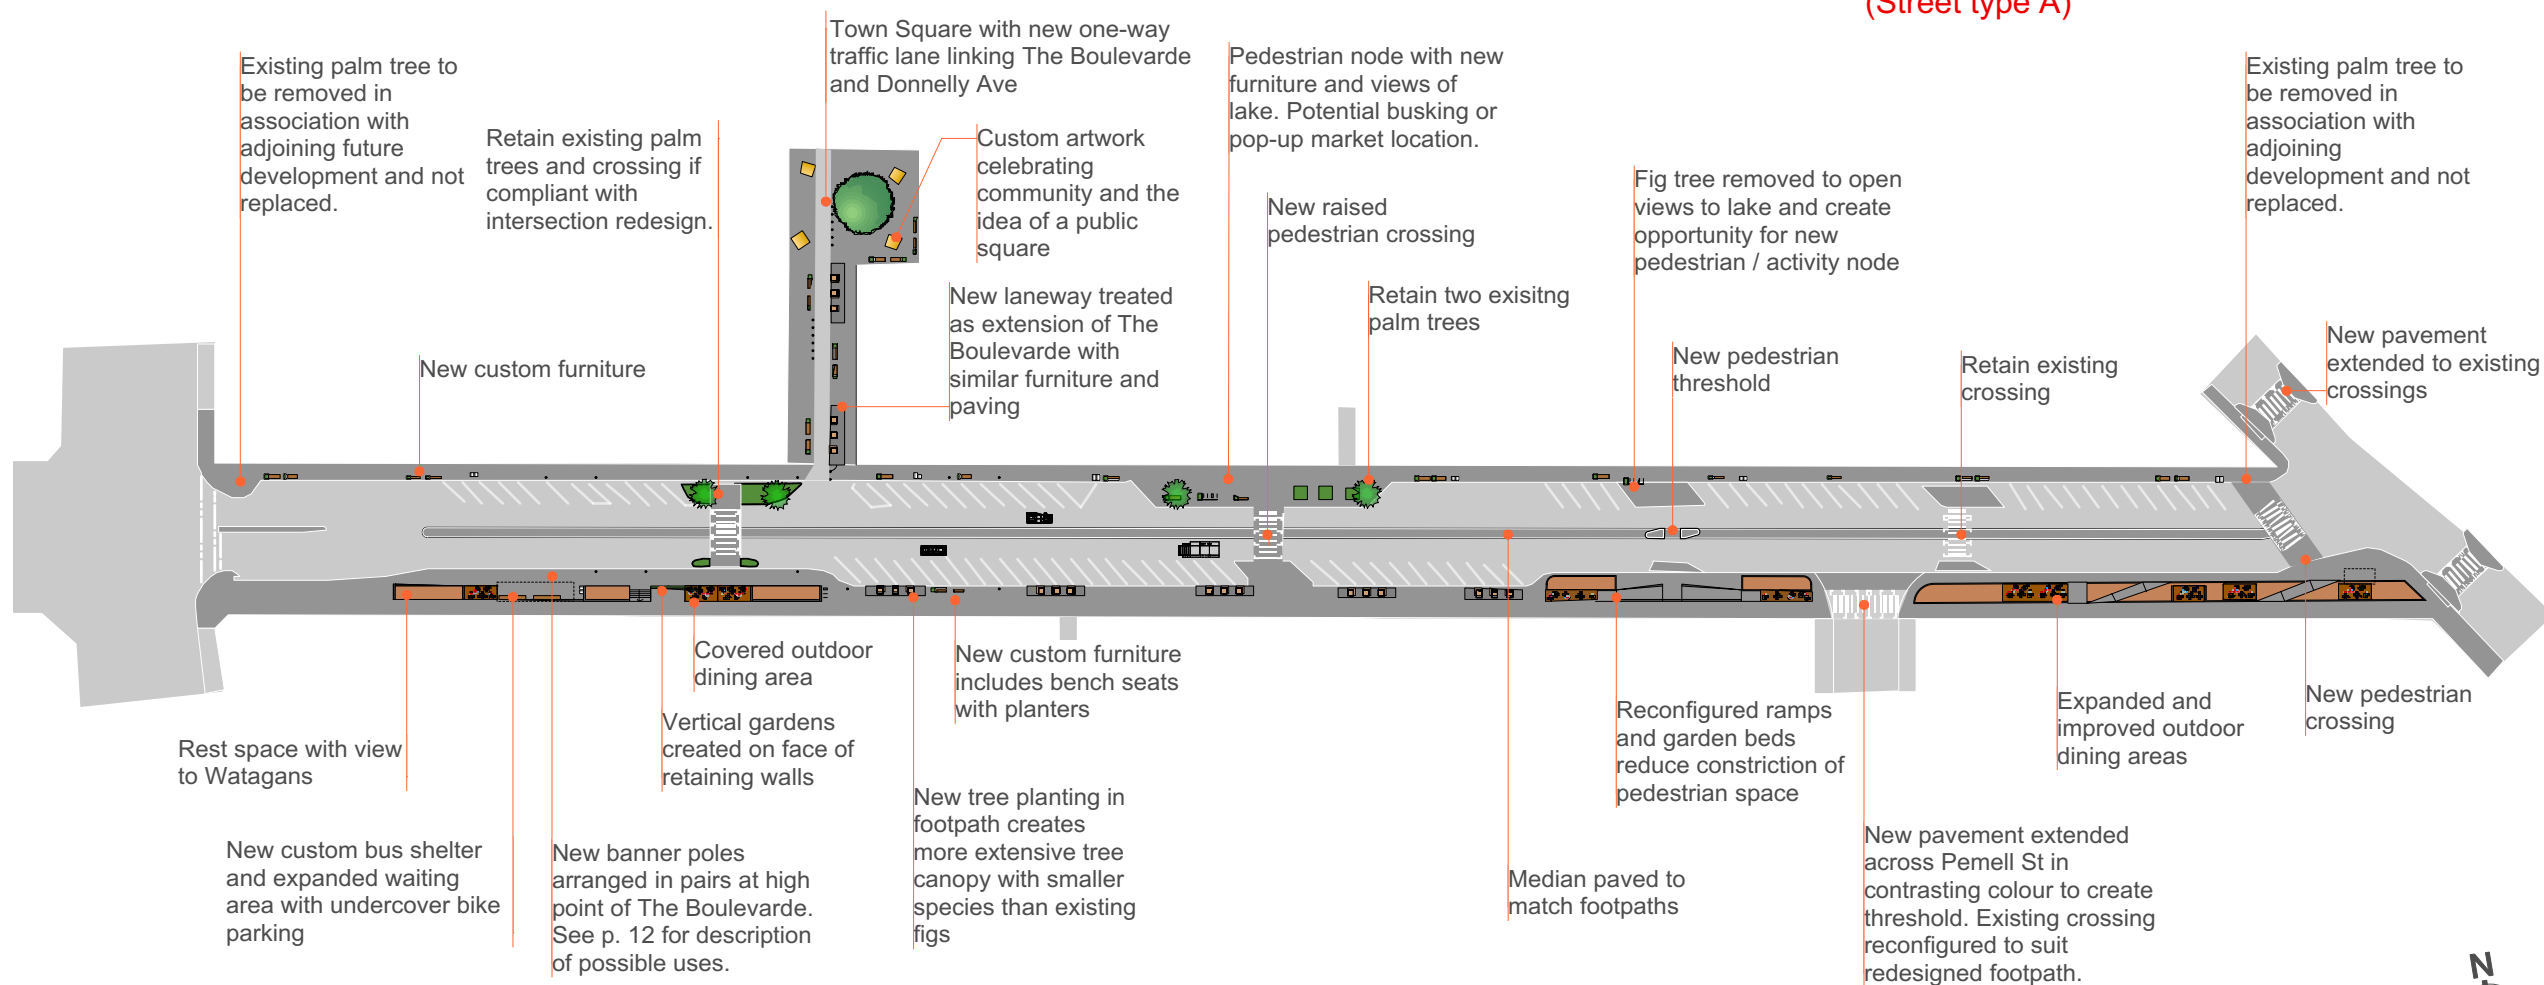 (Street type A)
Town Square with new one-way
traffic lane linking The Boulevarde
and Donnelly Ave
Existing palm tree to
be removed in
association with
adjoining future
development and not
replaced.
Retain existing palm
trees and crossing if
compliant with
intersection redesign.
Custom artwork
celebrating
community and the
idea of a public
square
Pedestrian node with new
furniture and views of
lake. Potential busking or
pop-up market location.
New raised
pedestrian crossing
Fig tree removed to open
views to lake and create
opportunity for new
pedestrian / activity node
Existing palm tree to
be removed in
association with
adjoining
development and not
replaced.
New custom furniture
New laneway treated
as extension of The
Boulevarde with
similar furniture and
paving
Retain two exisitng
palm trees
New pedestrian
threshold
Retain existing
crossing
New pavement
extended to existing
crossings
Rest space with view
to Watagans
New custom bus shelter
and expanded waiting
area with undercover bike
parking
New banner poles
arranged in pairs at high
point of The Boulevarde.
See p. 12 for description
of possible uses.
Covered outdoor
dining area
Vertical gardens
created on face of
retaining walls
New custom furniture
includes bench seats
with planters
New tree planting in
footpath creates
more extensive tree
canopy with smaller
species than existing
figs
Median paved to
match footpaths
Reconfigured ramps
and garden beds
reduce constriction of
pedestrian space
New pavement extended
across Pemell St in
contrasting colour to create
threshold. Existing crossing
reconfigured to suit
redesigned footpath.
Expanded and
improved outdoor
dining areas
New pedestrian
crossing
N